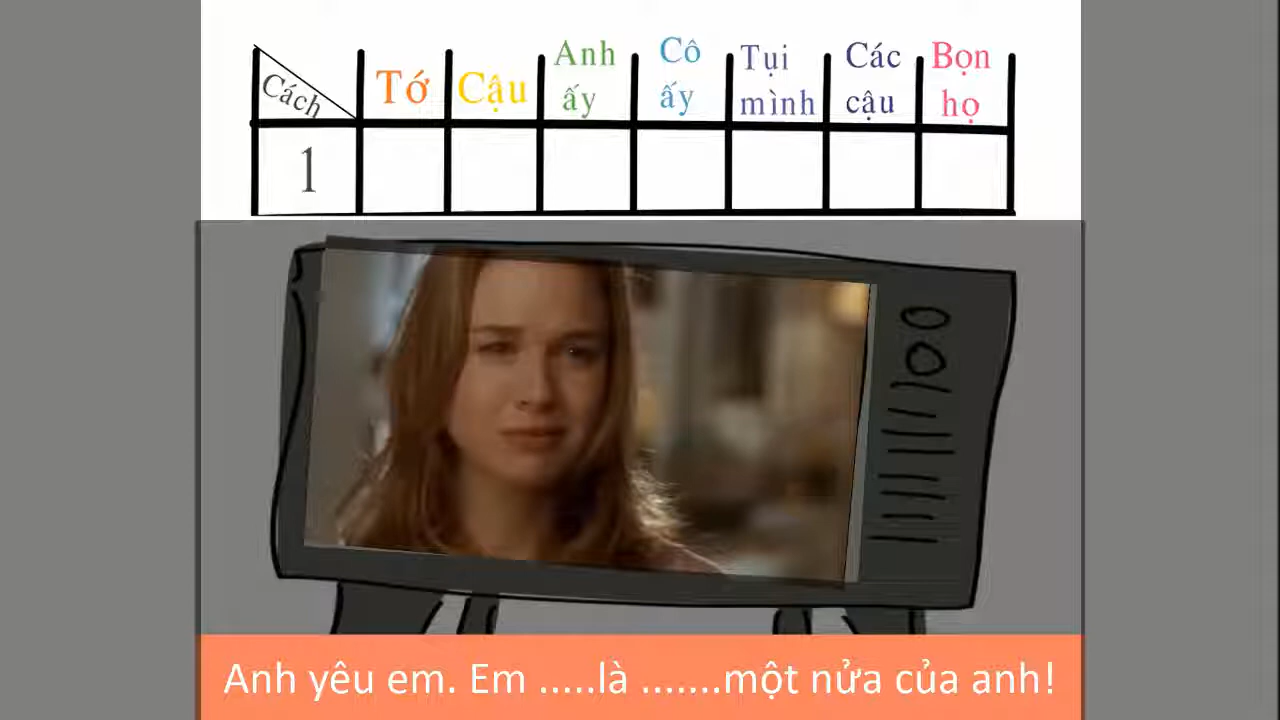 Cách Tớ Cậu Anh ấy Cô ấy Tụi mình Các cậu Bọn họ
1
Anh yêu em. Em .....là .......một nửa của anh!